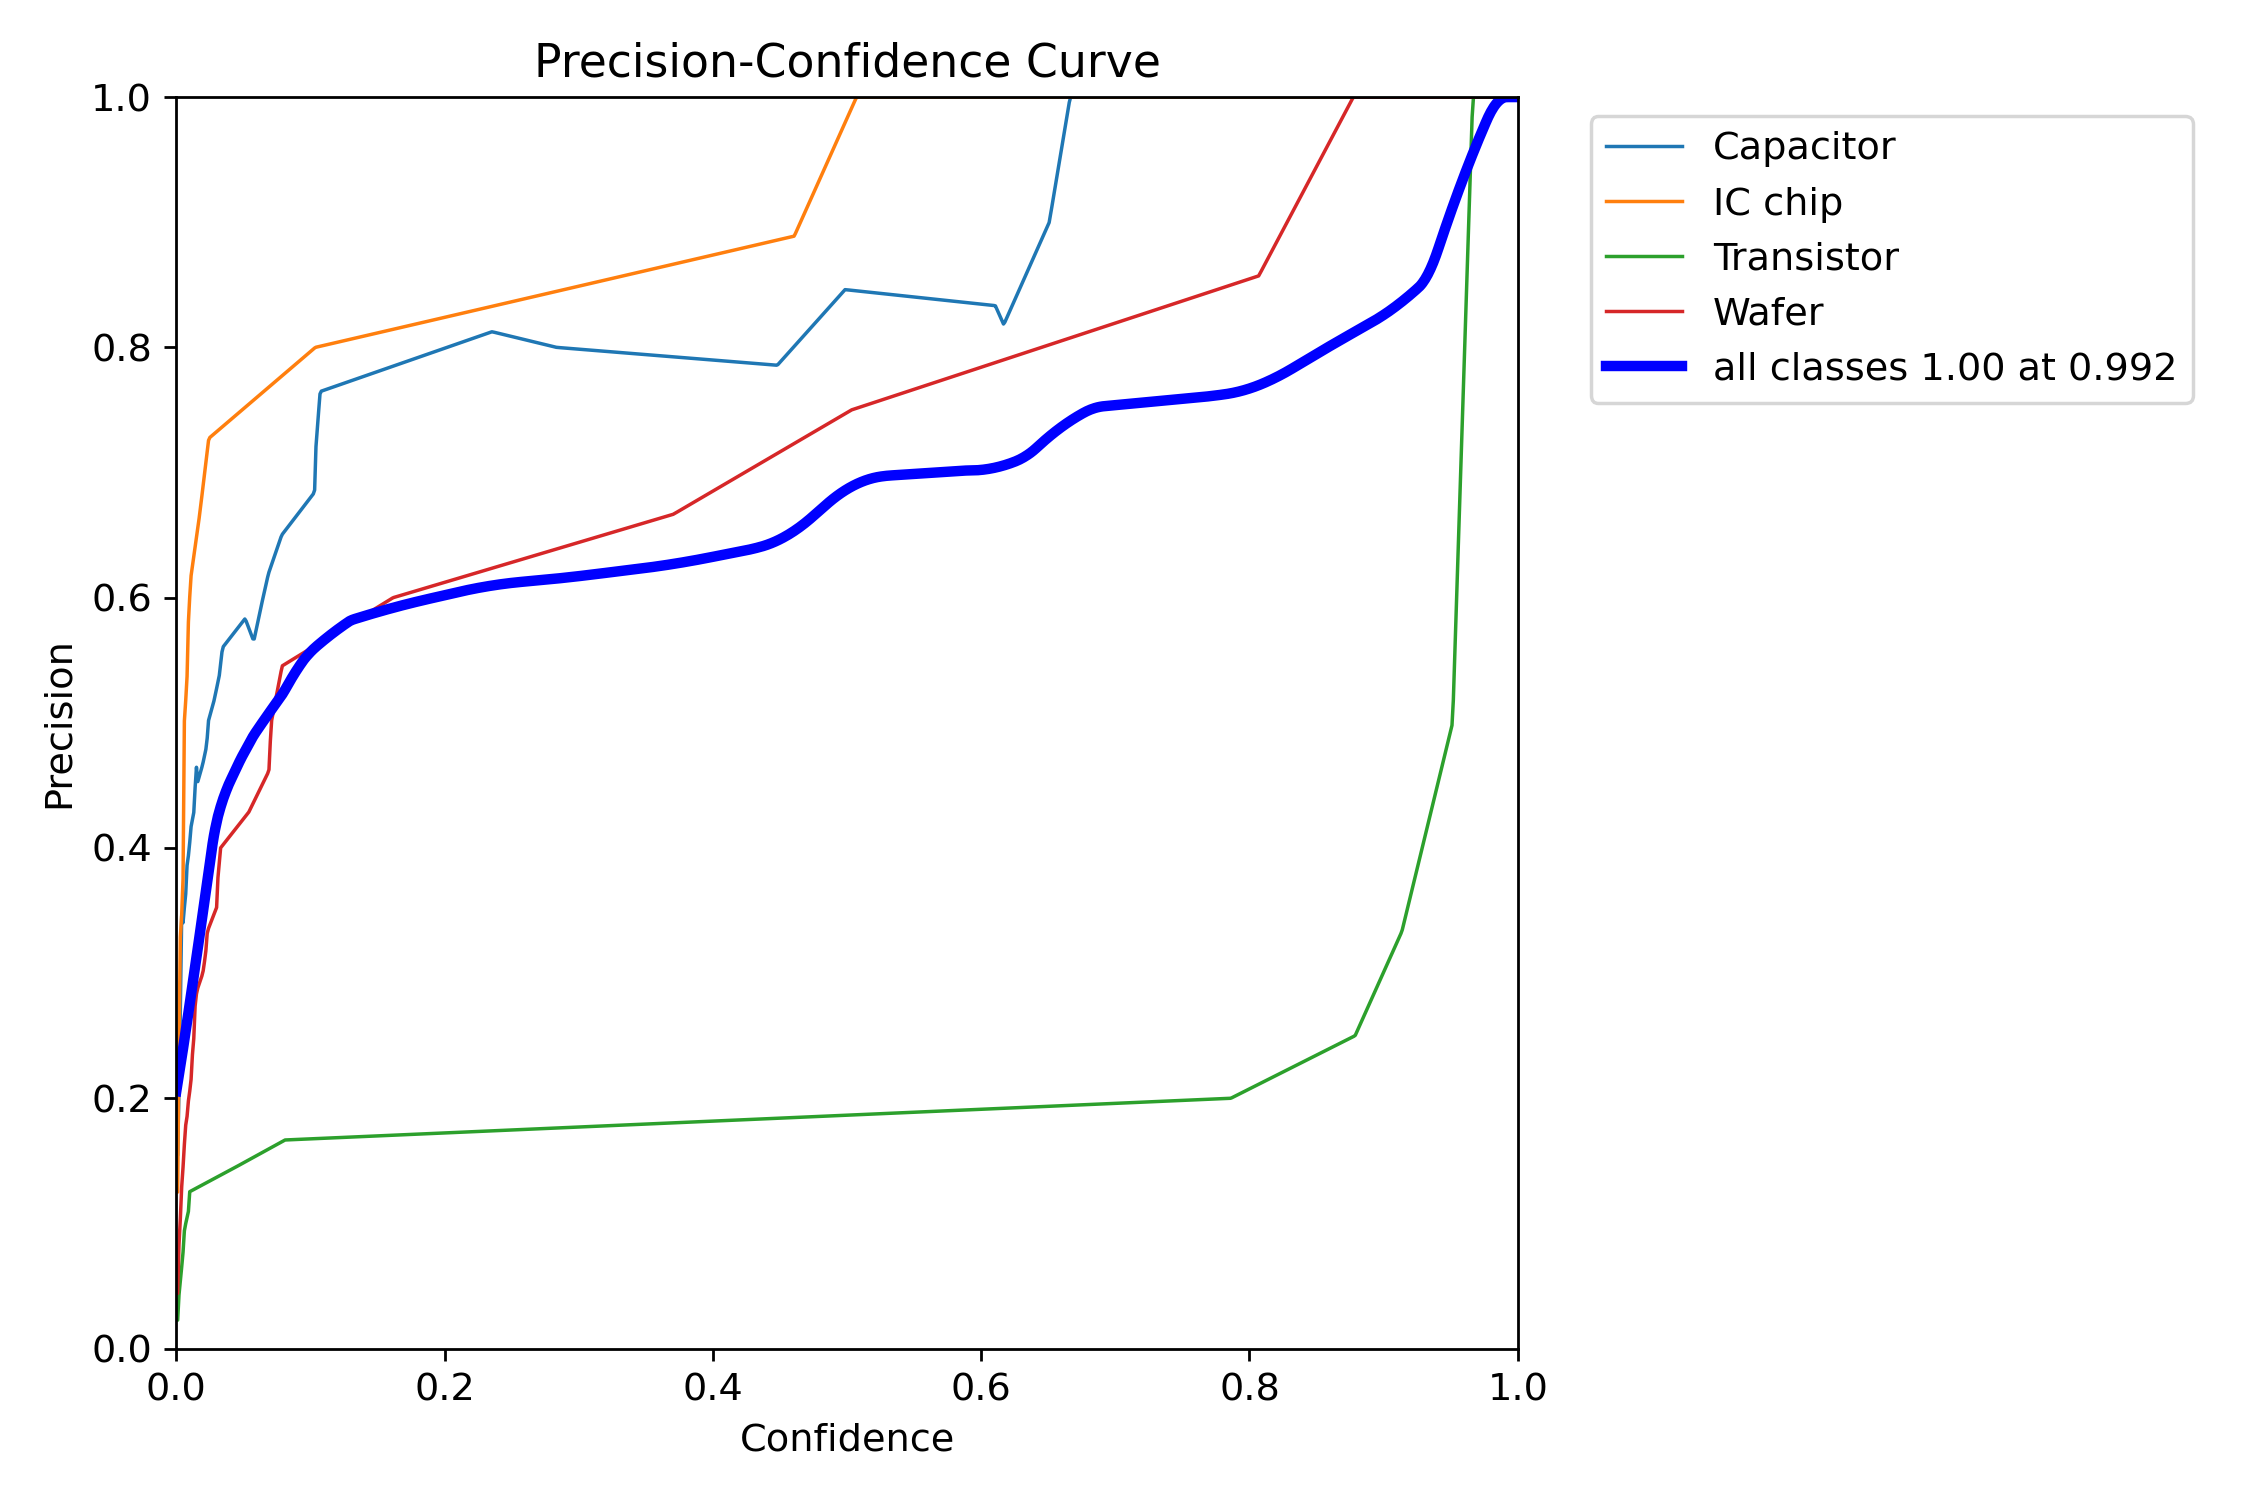 Precision-Confidence Curve
1.0
0.8
0.6
0.4
0.2
0.0
Precision
0.0 0.2 0.4 0.6 0.8 1.0
Confidence
Capacitor
IC chip
Transistor
Wafer
all classes 1.00 at 0.992